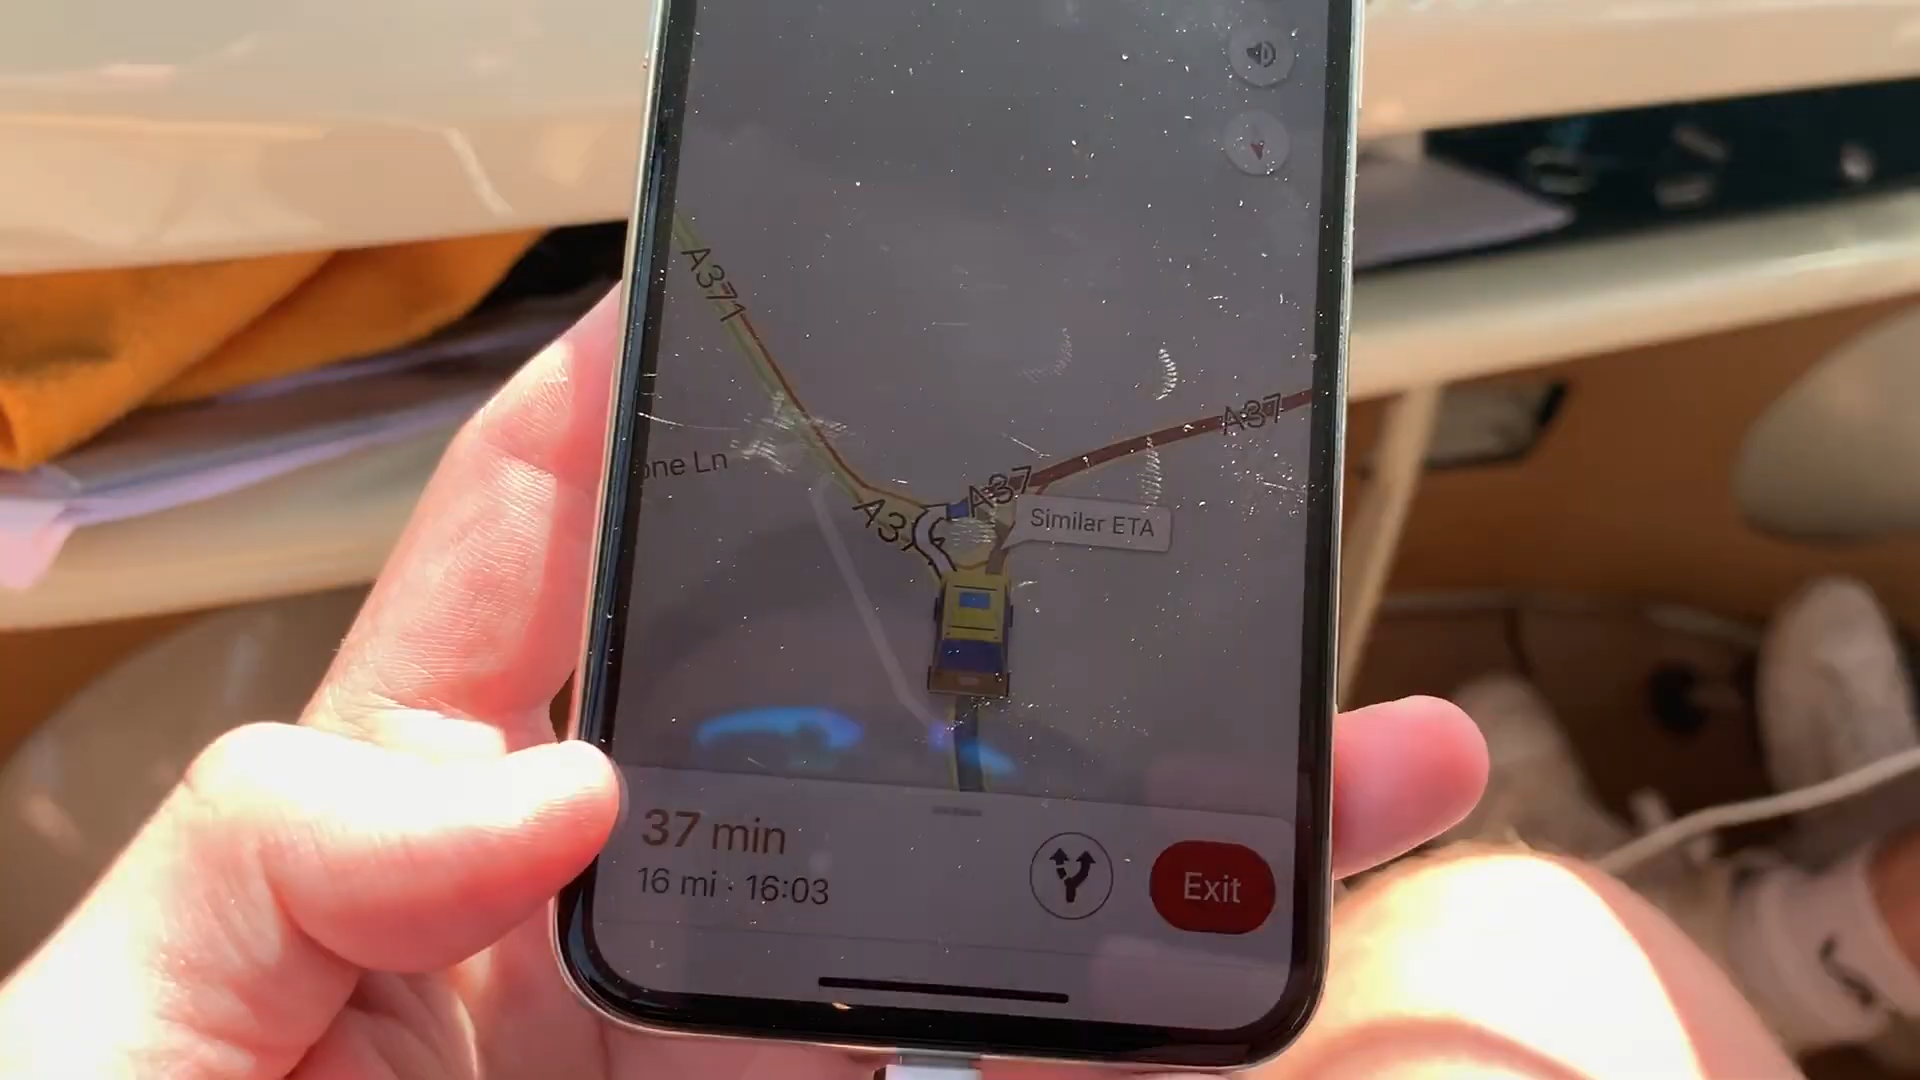 A371
A37
one Ln
A37
A37
Similar ETA
37 min
16 mi · 16:03
Exit